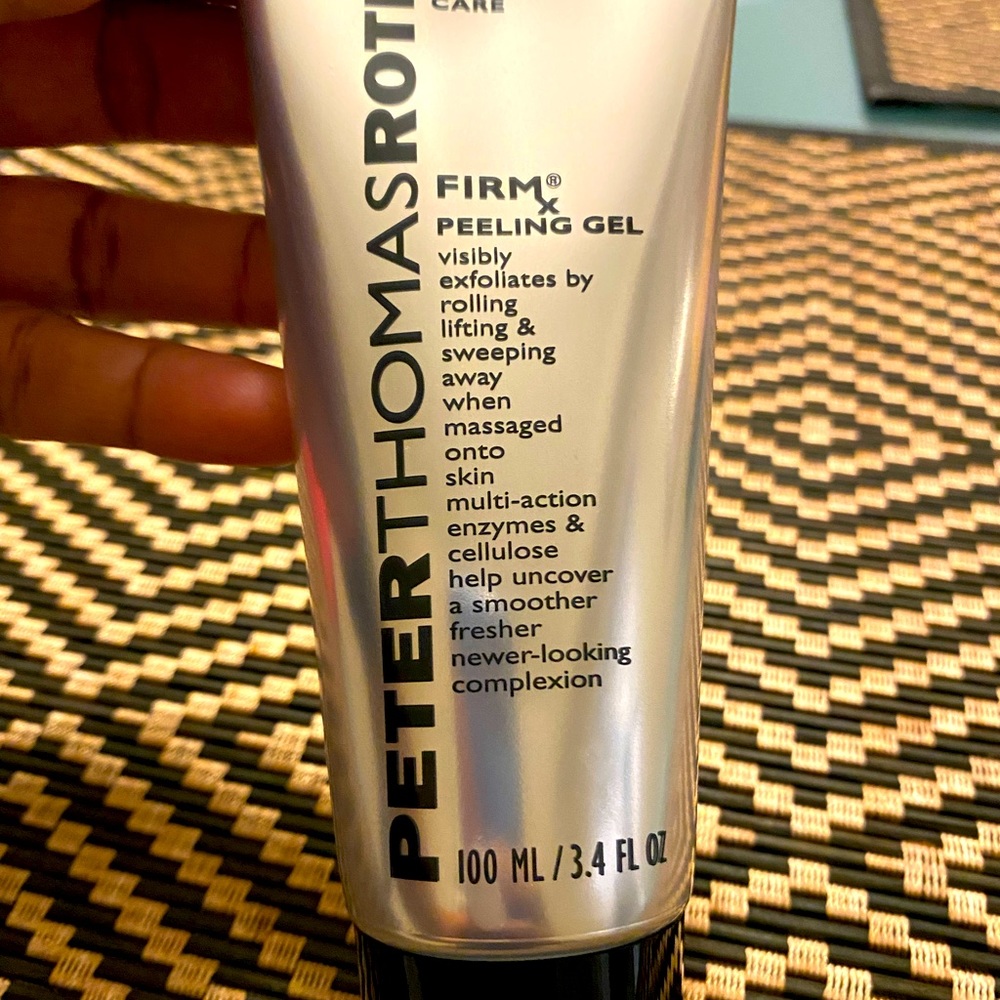 CARE
PETERTHOMASROTH
FIRMx®
PEELING GEL
visibly
exfoliates by
rolling
lifting &
sweeping
away
when
massaged
onto
skin
multi-action
enzymes &
cellulose
help uncover
a smoother
fresher
newer-looking
complexion
100 ML / 3.4 FL OZ